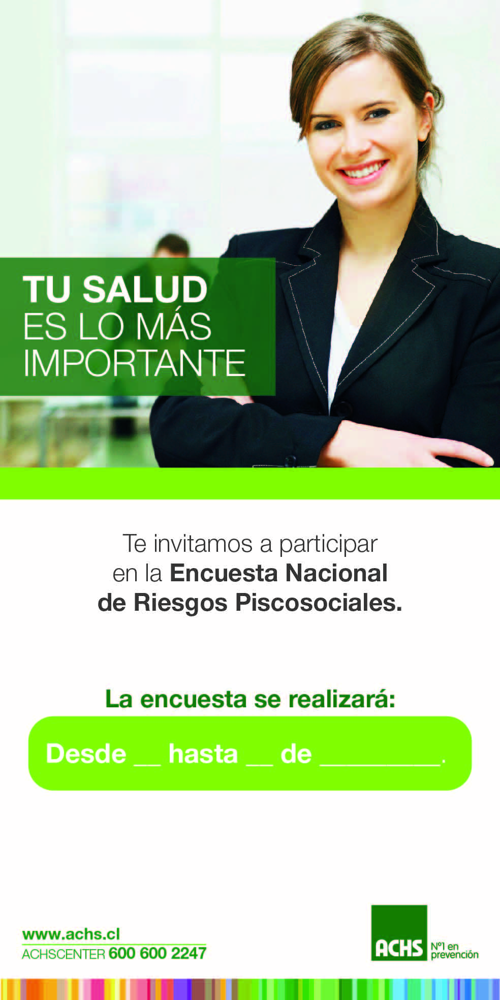 TU SALUD
ES LO MÁS
IMPORTANTE
Te invitamos a participar
en la Encuesta Nacional
de Riesgos Piscosociales.
La encuesta se realizará:
Desde __ hasta __ de _________.
www.achs.cl
ACHSCENTER 600 600 2247
ACHS
Nº1 en
prevención